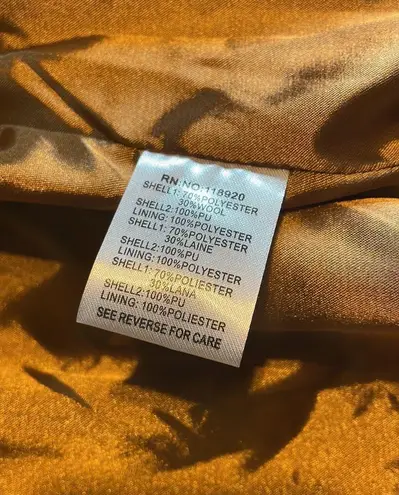 RN:NO:118920
SHELL1: 70%POLYESTER
30%WOOL
SHELL2:100%PU
LINING: 100%POLYESTER
SHELL1: 70%POLYESTER
30%LAINE
SHELL2:100%PU
LINING: 100%POLYESTER
SHELL1: 70%POLIESTER
30%LANA
SHELL2:100%PU
LINING: 100%POLIESTER
SEE REVERSE FOR CARE